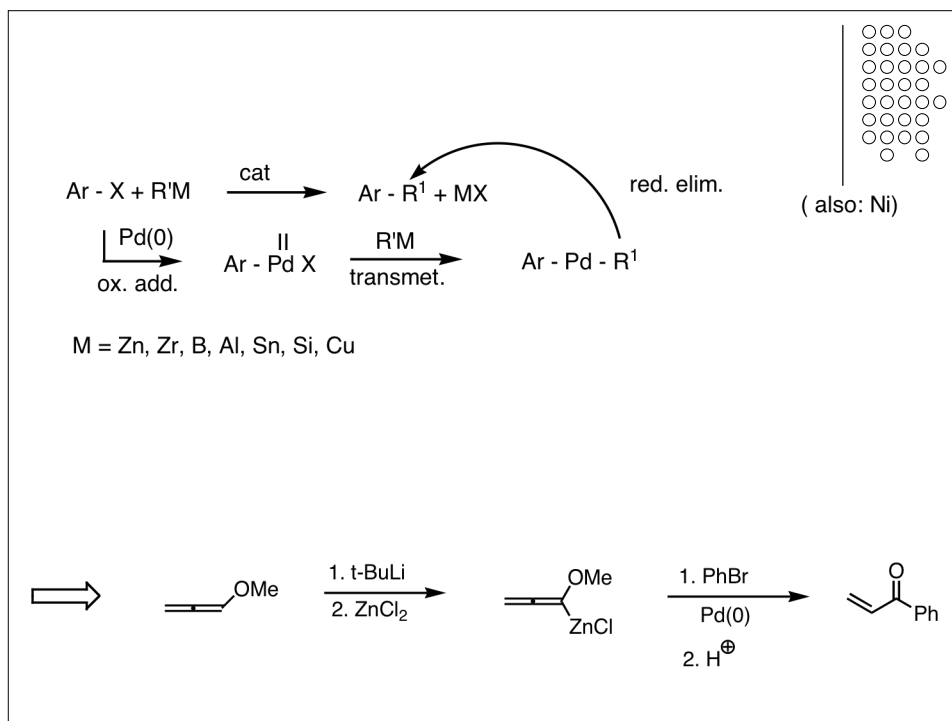 Ar - X + R'M
cat
Ar - R¹ + MX
red. elim.
( also: Ni)
Pd(0)
ox. add.
II
Ar - Pd X
R'M
transmet.
Ar - Pd - R¹
M = Zn, Zr, B, Al, Sn, Si, Cu
OMe
1. t-BuLi
2. ZnCl₂
OMe
ZnCl
1. PhBr
Pd(0)
2. H⊕
O
Ph